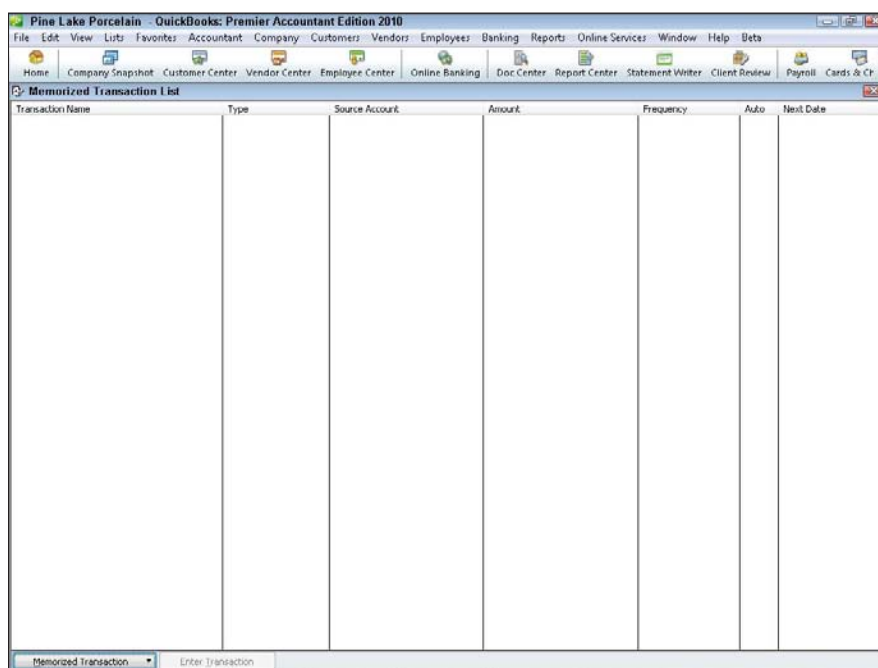 Pine Lake Porcelain - QuickBooks: Premier Accountant Edition 2010
File Edit View Lists Favorites Accountant Company Customers Vendors Employees Banking Reports Online Services Window Help Beta
Home Company Snapshot Customer Center Vendor Center Employee Center Online Banking Doc Center Report Center Statement Writer Client Review Payroll Cards & Ch
Memorized Transaction List
Transaction Name Type Source Account Amount Frequency Auto Next Date
Memorized Transaction Enter Transaction